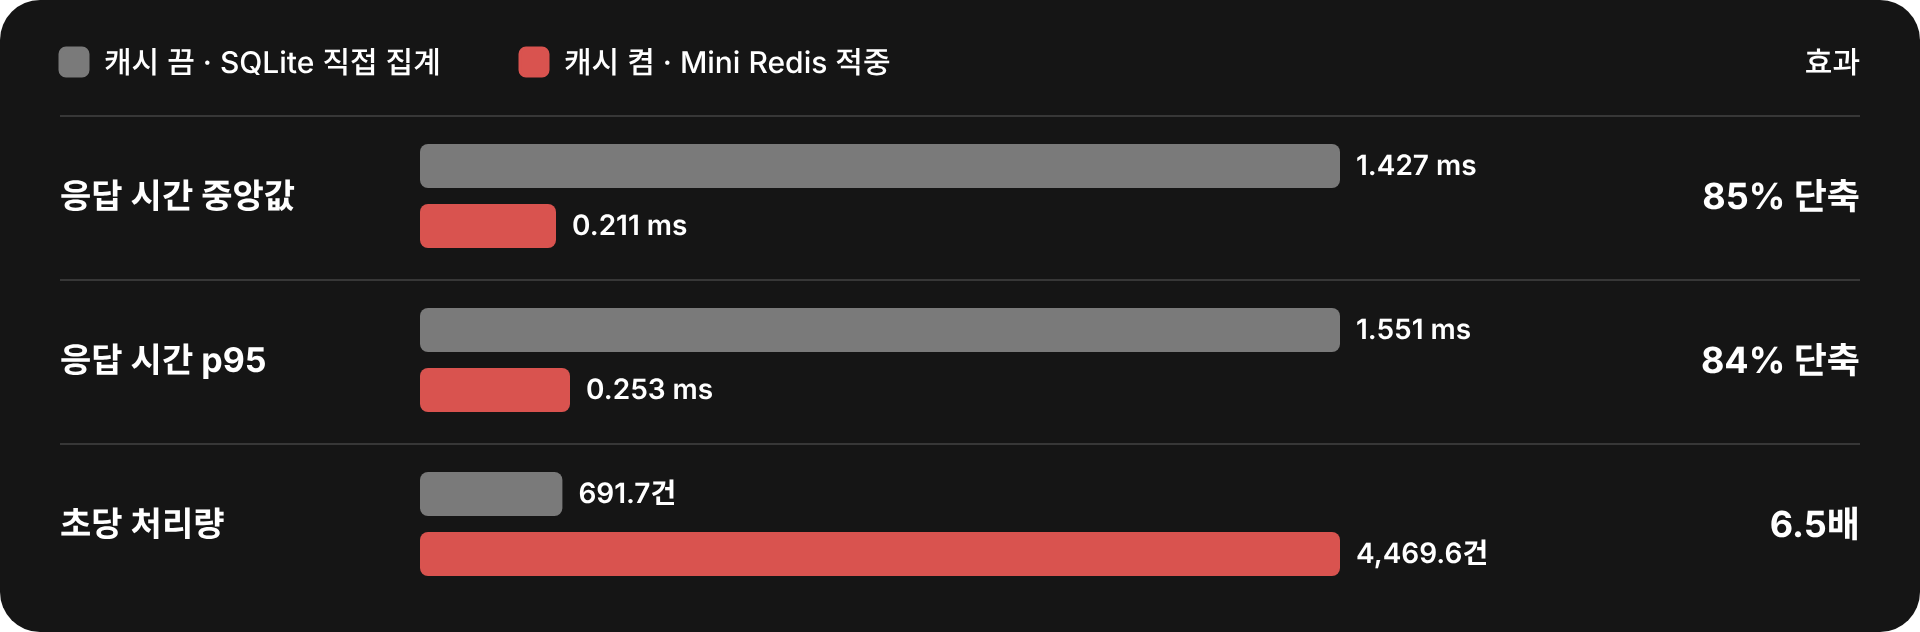 캐시 끔 · SQLite 직접 집계
캐시 켬 · Mini Redis 적중
효과
응답 시간 중앙값
1.427 ms
0.211 ms
85% 단축
응답 시간 p95
1.551 ms
0.253 ms
84% 단축
초당 처리량
691.7건
4,469.6건
6.5배